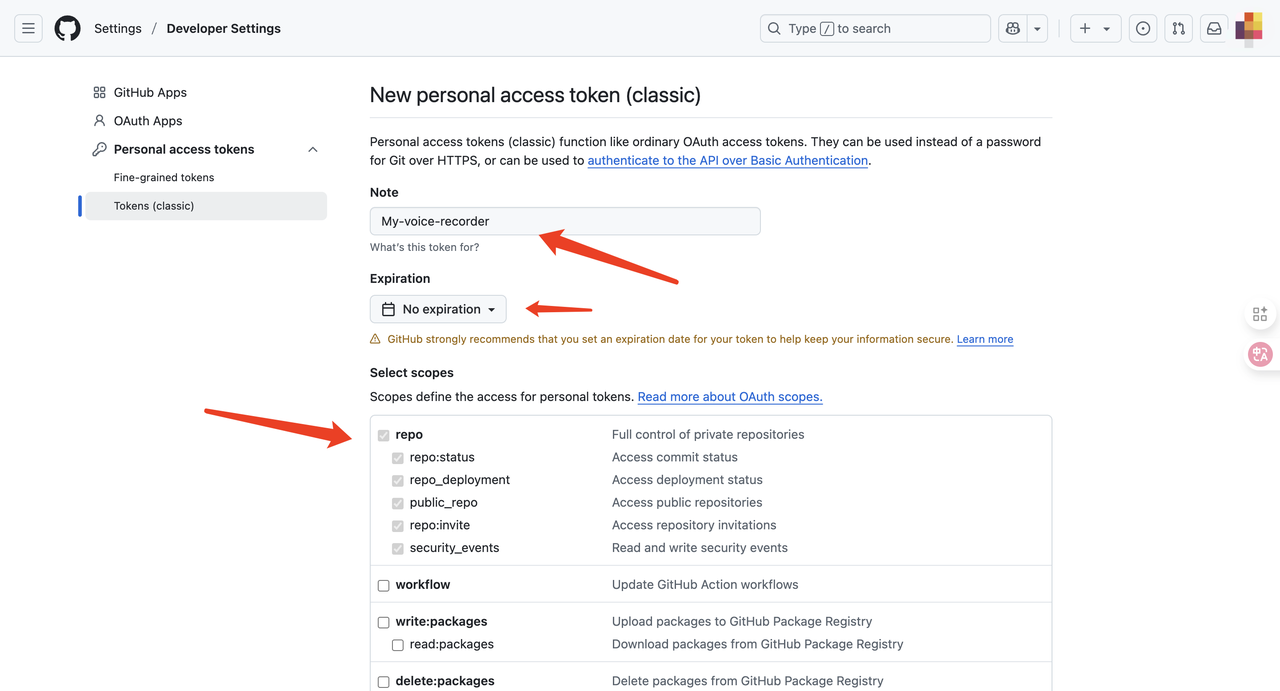 Settings / Developer Settings
Type / to search
GitHub Apps
OAuth Apps
Personal access tokens
Fine-grained tokens
Tokens (classic)
New personal access token (classic)
Personal access tokens (classic) function like ordinary OAuth access tokens. They can be used instead of a password
for Git over HTTPS, or can be used to authenticate to the API over Basic Authentication.
Note
My-voice-recorder
What's this token for?
Expiration
No expiration
GitHub strongly recommends that you set an expiration date for your token to help keep your information secure. Learn more
Select scopes
Scopes define the access for personal tokens. Read more about OAuth scopes.
repo Full control of private repositories
repo:status Access commit status
repo_deployment Access deployment status
public_repo Access public repositories
repo:invite Access repository invitations
security_events Read and write security events
workflow Update GitHub Action workflows
write:packages Upload packages to GitHub Package Registry
read:packages Download packages from GitHub Package Registry
delete:packages Delete packages from GitHub Package Registry
中A